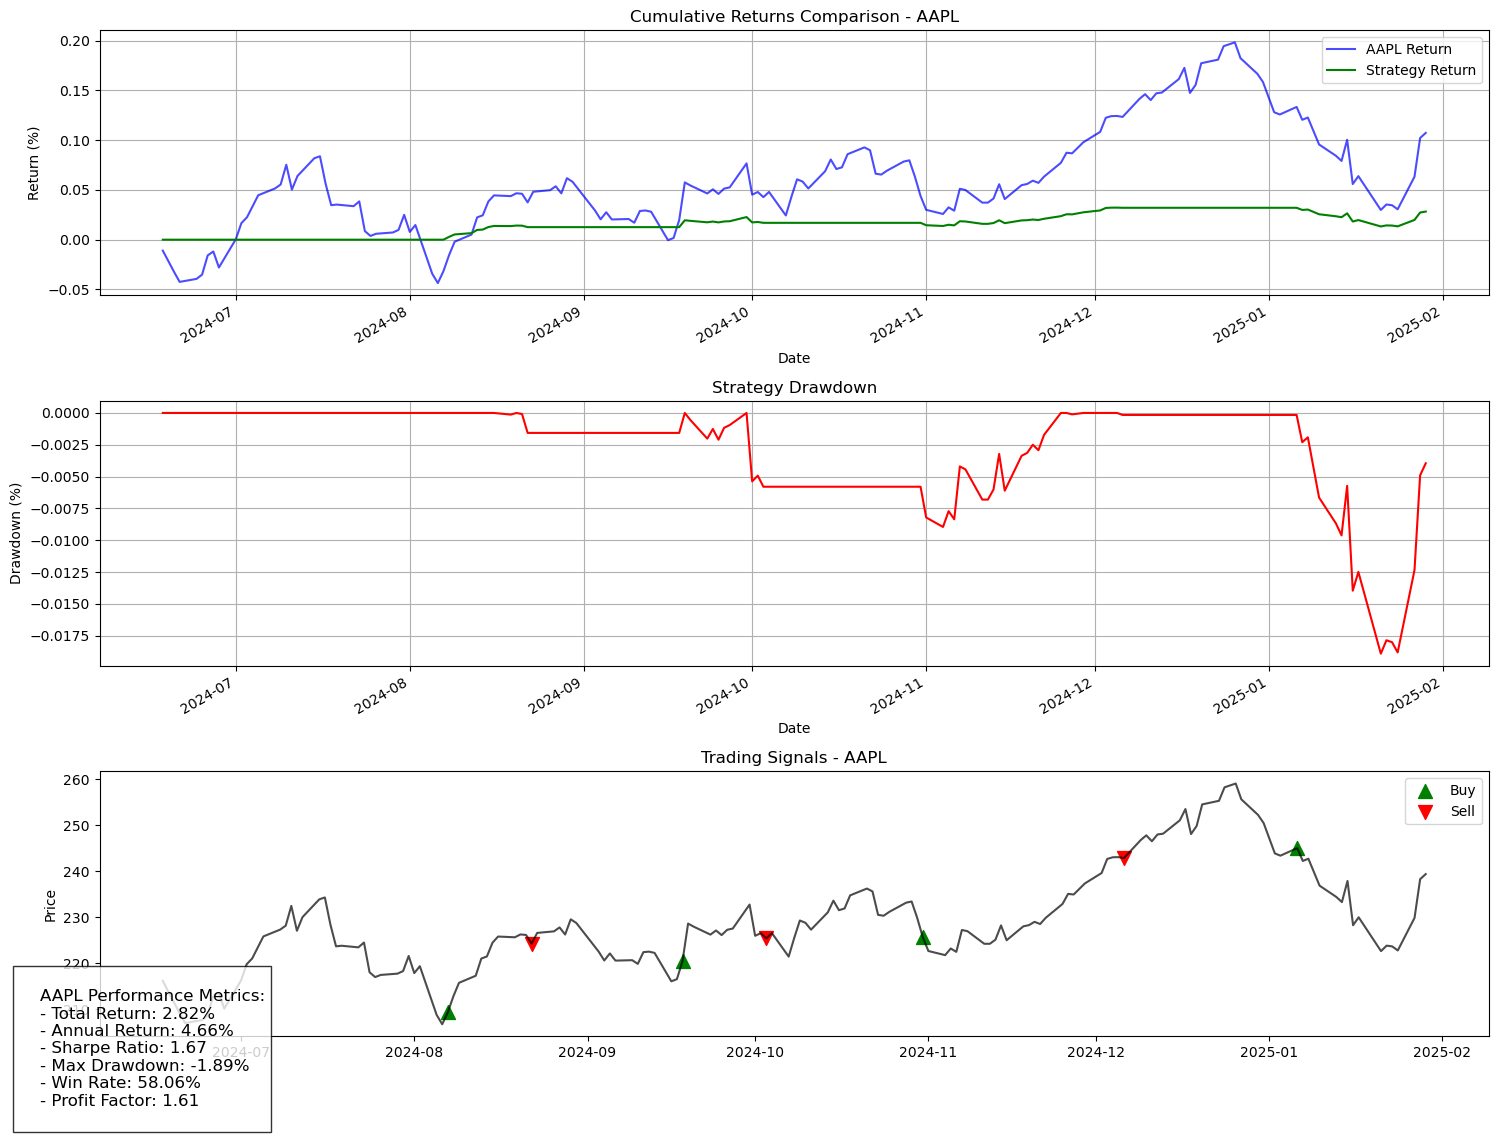 Cumulative Returns Comparison - AAPL
Return (%)
0.20
0.15
0.10
0.05
0.00
−0.05
AAPL Return
Strategy Return
2024-07
2024-08
2024-09
2024-10
2024-11
2024-12
2025-01
2025-02
Date
Strategy Drawdown
Drawdown (%)
0.0000
−0.0025
−0.0050
−0.0075
−0.0100
−0.0125
−0.0150
−0.0175
2024-07
2024-08
2024-09
2024-10
2024-11
2024-12
2025-01
2025-02
Date
Trading Signals - AAPL
Price
260
250
240
230
220
210
Buy
Sell
2024-07
2024-08
2024-09
2024-10
2024-11
2024-12
2025-01
2025-02
AAPL Performance Metrics:
- Total Return: 2.82%
- Annual Return: 4.66%
- Sharpe Ratio: 1.67
- Max Drawdown: -1.89%
- Win Rate: 58.06%
- Profit Factor: 1.61